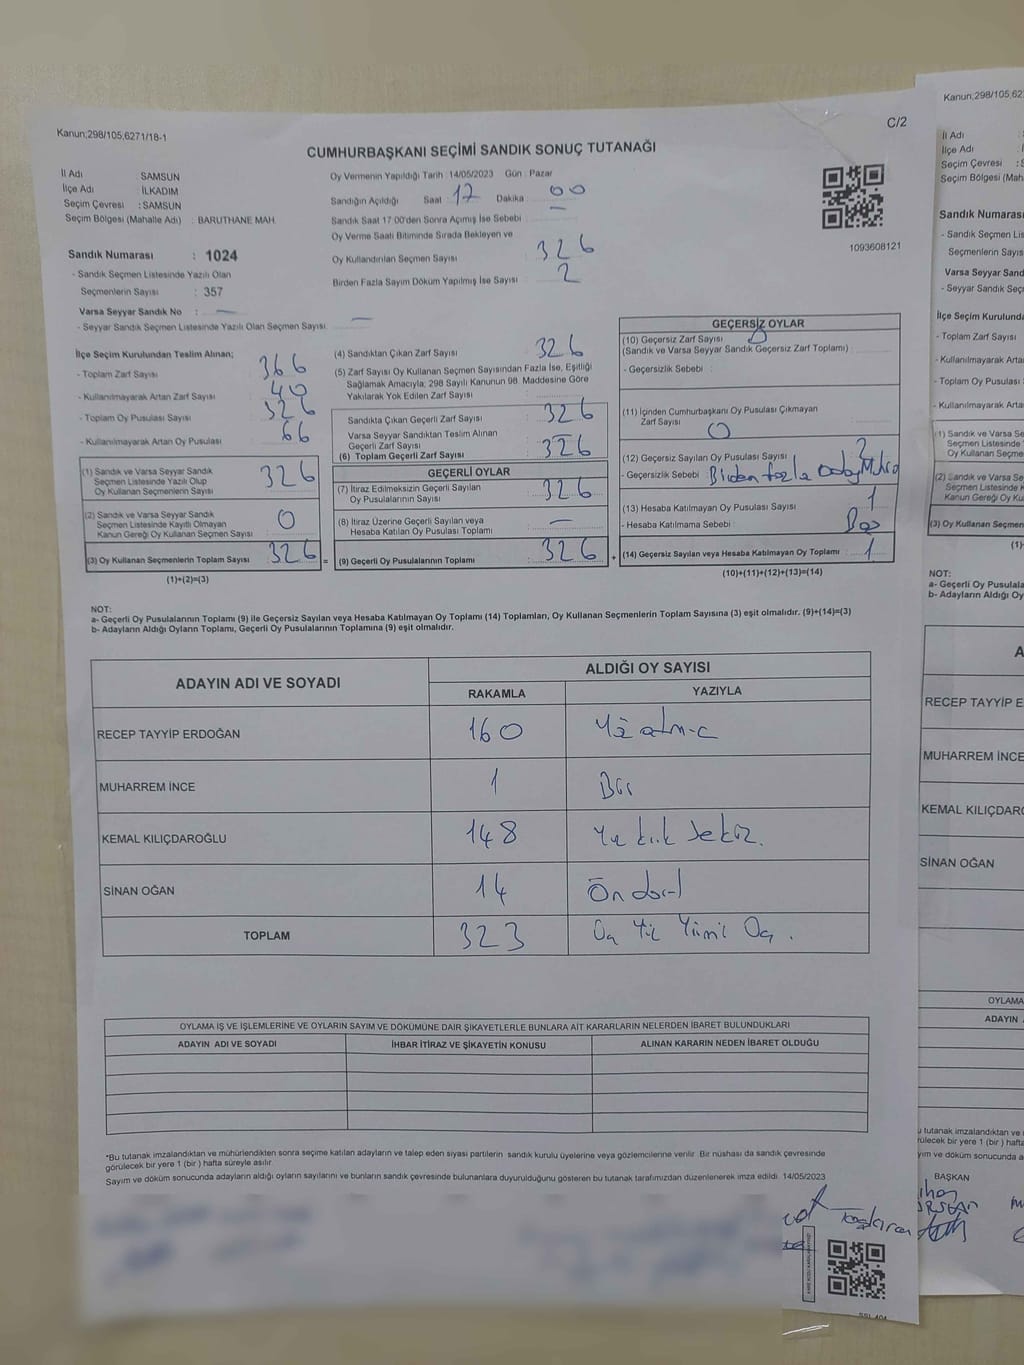 Kanun;298/105,6271/18-1
C/2
CUMHURBAŞKANI SEÇİMİ SANDIK SONUÇ TUTANAĞI
İl Adı SAMSUN
İlçe Adı İLKADIM
Seçim Çevresi : SAMSUN
Seçim Bölgesi (Mahalle Adı) : BARUTHANE MAH.
Oy Vermenin Yapıldığı Tarih :14/05/2023 Gün : Pazar
Sandığın Açıldığı Saat : 17 Dakika 00
Sandık Saat 17.00'den Sonra Açımış İse Sebebi : —
Oy Verme Saati Bitiminde Sırada Bekleyen ve
Oy Kullandırılan Seçmen Sayısı : 326
Birden Fazla Sayım Döküm Yapılmış İse Sayısı : 2
1093608121
Sandık Numarası : 1024
- Sandık Seçmen Listesinde Yazılı Olan
Seçmenlerin Sayısı : 357
Varsa Seyyar Sandık No : —
- Seyyar Sandık Seçmen Listesinde Yazılı Olan Seçmen Sayısı —
İlçe Seçim Kurulundan Teslim Alınan;
- Toplam Zarf Sayısı 366
- Kullanılmayarak Artan Zarf Sayısı 40
- Toplam Oy Pusulası Sayısı 326
- Kullanılmayarak Artan Oy Pusulası 66
(1) Sandık ve Varsa Seyyar Sandık
Seçmen Listesinde Yazılı Olup
Oy Kullanan Seçmenlerin Sayısı 326
(2) Sandık ve Varsa Seyyar Sandık
Seçmen Listesinde Kayıtlı Olmayan
Kanun Gereği Oy Kullanan Seçmen Sayısı 0
(3) Oy Kullanan Seçmenlerin Toplam Sayısı 326 =
(1)+(2)=(3)
(4) Sandıktan Çıkan Zarf Sayısı 326
(5) Zarf Sayısı Oy Kullanan Seçmen Sayısından Fazla İse, Eşitliği
Sağlamak Amacıyla; 298 Sayılı Kanunun 98. Maddesine Göre
Yakılarak Yok Edilen Zarf Sayısı :
Sandıkta Çıkan Geçerli Zarf Sayısı : 326
Varsa Seyyar Sandıktan Teslim Alınan
Geçerli Zarf Sayısı : —
(6) Toplam Geçerli Zarf Sayısı : 326
GEÇERLİ OYLAR
(7) İtiraz Edilmeksizin Geçerli Sayılan
Oy Pusulalarının Sayısı : 326
(8) İtiraz Üzerine Geçerli Sayılan veya
Hesaba Katılan Oy Pusulası Toplamı : —
(9) Geçerli Oy Pusulalarının Toplamı : 326 +
GEÇERSİZ OYLAR
(10) Geçersiz Zarf Sayısı 0
(Sandık ve Varsa Seyyar Sandık Geçersiz Zarf Toplamı) :
- Geçersizlik Sebebi :
(11) İçinden Cumhurbaşkanı Oy Pusulası Çıkmayan
Zarf Sayısı 0
(12) Geçersiz Sayılan Oy Pusulası Sayısı : 2
- Geçersizlik Sebebi : Birden fazla
(13) Hesaba Katılmayan Oy Pusulası Sayısı : 1
- Hesaba Katılmama Sebebi : Boş
(14) Geçersiz Sayılan veya Hesaba Katılmayan Oy Toplamı : 1
(10)+(11)+(12)+(13)=(14)
NOT:
a- Geçerli Oy Pusulalarının Toplamı (9) ile Geçersiz Sayılan veya Hesaba Katılmayan Oy Toplamı (14) Toplamları, Oy Kullanan Seçmenlerin Toplam Sayısına (3) eşit olmalıdır. (9)+(14)=(3)
b- Adayların Aldığı Oyların Toplamı, Geçerli Oy Pusulalarının Toplamına (9) eşit olmalıdır.
ADAYIN ADI VE SOYADI
ALDIĞI OY SAYISI
RAKAMLA YAZIYLA
RECEP TAYYİP ERDOĞAN 160
MUHARREM İNCE 1 Bir
KEMAL KILIÇDAROĞLU 148 Yüz kırk sekiz.
SİNAN OĞAN 14 Ön dört
TOPLAM 323 Üç Yüz Yirmi Üç .
OYLAMA İŞ VE İŞLEMLERİNE VE OYLARIN SAYIM VE DÖKÜMÜNE DAİR ŞİKAYETLERLE BUNLARA AİT KARARLARIN NELERDEN İBARET BULUNDUKLARI
ADAYIN ADI VE SOYADI İHBAR İTİRAZ VE ŞİKAYETİN KONUSU ALINAN KARARIN NEDEN İBARET OLDUĞU
*Bu tutanak imzalandıktan ve mühürlendikten sonra seçime katılan adayların ve talep eden siyasi partilerin sandık kurulu üyelerine veya gözlemcilerine verilir. Bir nüshası da sandık çevresinde
görülecek bir yere 1 (bir ) hafta süreyle asılır.
Sayım ve döküm sonucunda adayların aldığı oyların sayılarını ve bunların sandık çevresinde bulunanlara duyurulduğunu gösteren bu tutanak tarafımızdan düzenlenerek imza edildi. 14/05/2023
Kanun;298/105,62
İl Adı
İlçe Adı
Seçim Çevresi
Seçim Bölgesi (Mah
Sandık Numarası
- Sandık Seçmen Lis
Seçmenlerin Sayıs
Varsa Seyyar Sandık
- Seyyar Sandık Seç
İlçe Seçim Kurulunda
- Toplam Zarf Sayısı
- Kullanılmayarak Arta
- Toplam Oy Pusulası
- Kullanılmayarak Arta
(1) Sandık ve Varsa Se
Seçmen Listesinde
Oy Kullanan Seçme
(2) Sandık ve Varsa Se
Seçmen Listesinde K
Kanun Gereği Oy Ku
(3) Oy Kullanan Seçmen
(1)-
NOT:
a- Geçerli Oy Pusulala
b- Adayların Aldığı Oy
A
RECEP TAYYİP E
MUHARREM İNCE
KEMAL KILIÇDARO
SİNAN OĞAN
OYLAMA
ADAYIN
u tutanak imzalandıktan ve
rülecek bir yere 1 (bir ) hafta
yım ve döküm sonucunda a
BAŞKAN